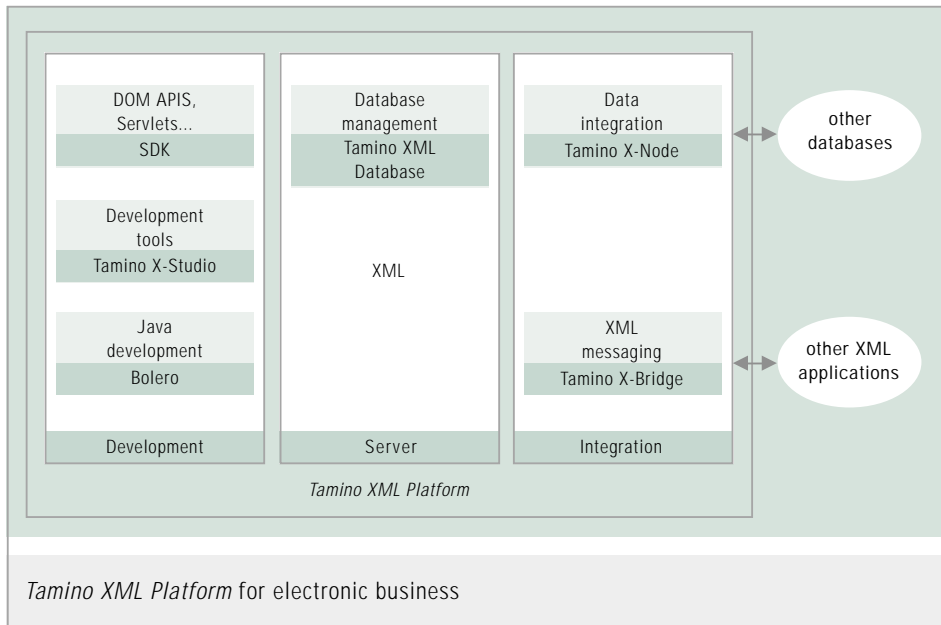 DOM APIS,
Servlets...
SDK
Development
tools
Tamino X-Studio
Java
development
Bolero
Development
Database
management
Tamino XML
Database
XML
Server
Data
integration
Tamino X-Node
XML
messaging
Tamino X-Bridge
Integration
other
databases
other XML
applications
Tamino XML Platform
Tamino XML Platform for electronic business